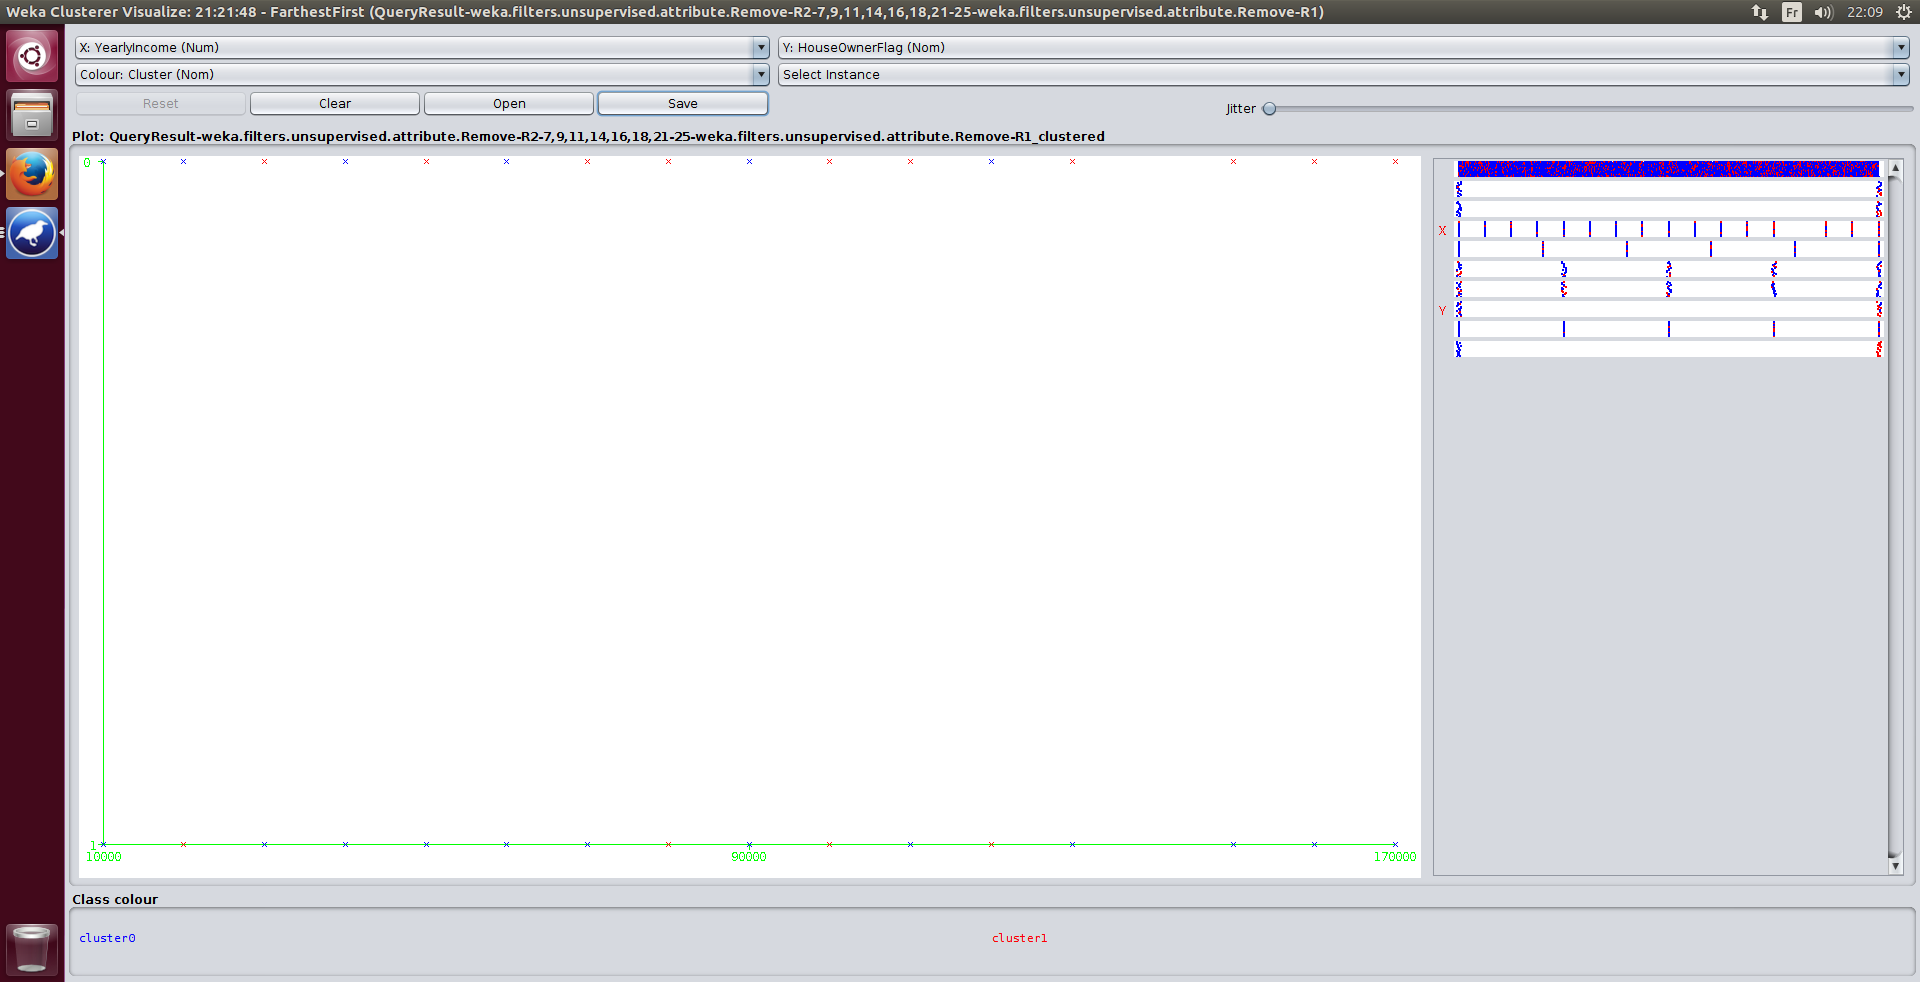 Weka Clusterer Visualize: 21:21:48 - FarthestFirst (QueryResult-weka.filters.unsupervised.attribute.Remove-R2-7,9,11,14,16,18,21-25-weka.filters.unsupervised.attribute.Remove-R1)
Fr
22:09
X: YearlyIncome (Num)
Y: HouseOwnerFlag (Nom)
Colour: Cluster (Nom)
Select Instance
Reset
Clear
Open
Save
Jitter
Plot: QueryResult-weka.filters.unsupervised.attribute.Remove-R2-7,9,11,14,16,18,21-25-weka.filters.unsupervised.attribute.Remove-R1_clustered
0
X
Y
1
10000
90000
170000
Class colour
cluster0
cluster1